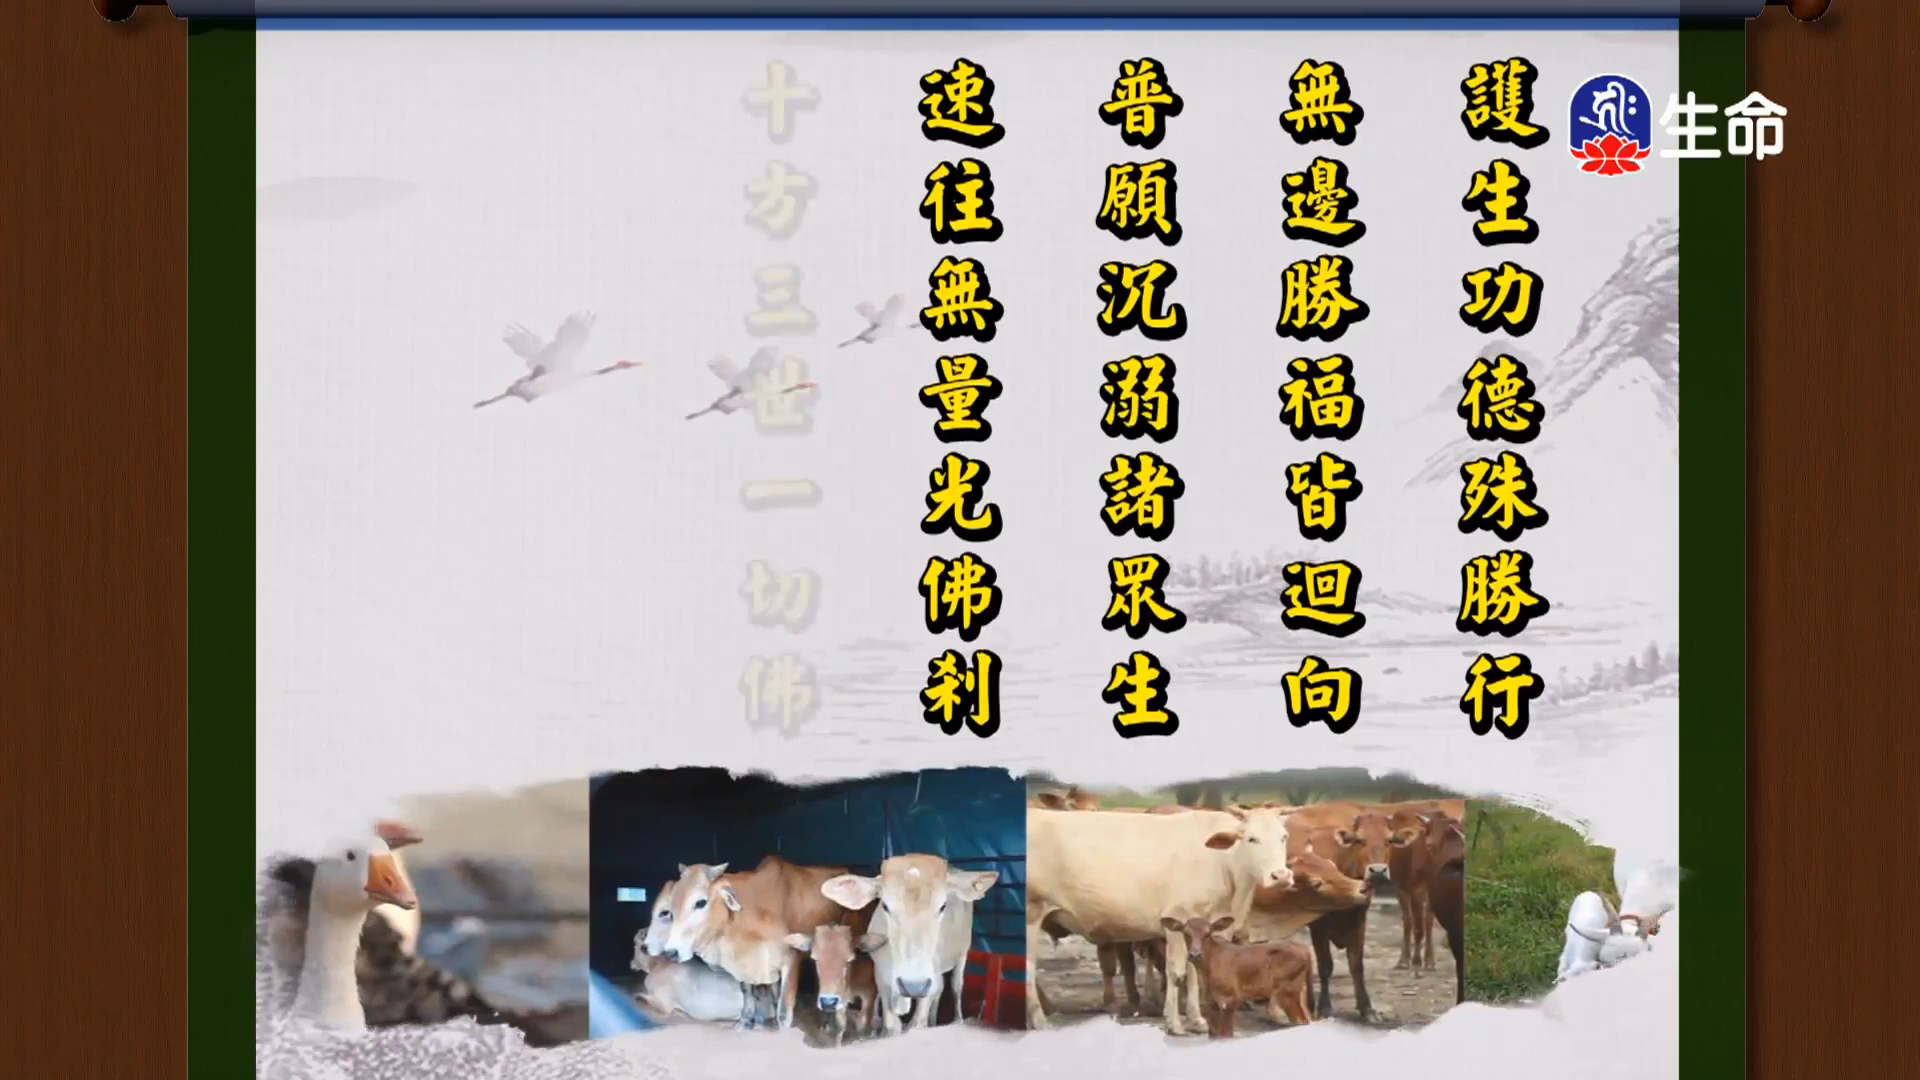 護生功德殊勝行
無邊勝福皆迴向
普願沉溺諸眾生
速往無量光佛剎
十方三世一切佛
生命